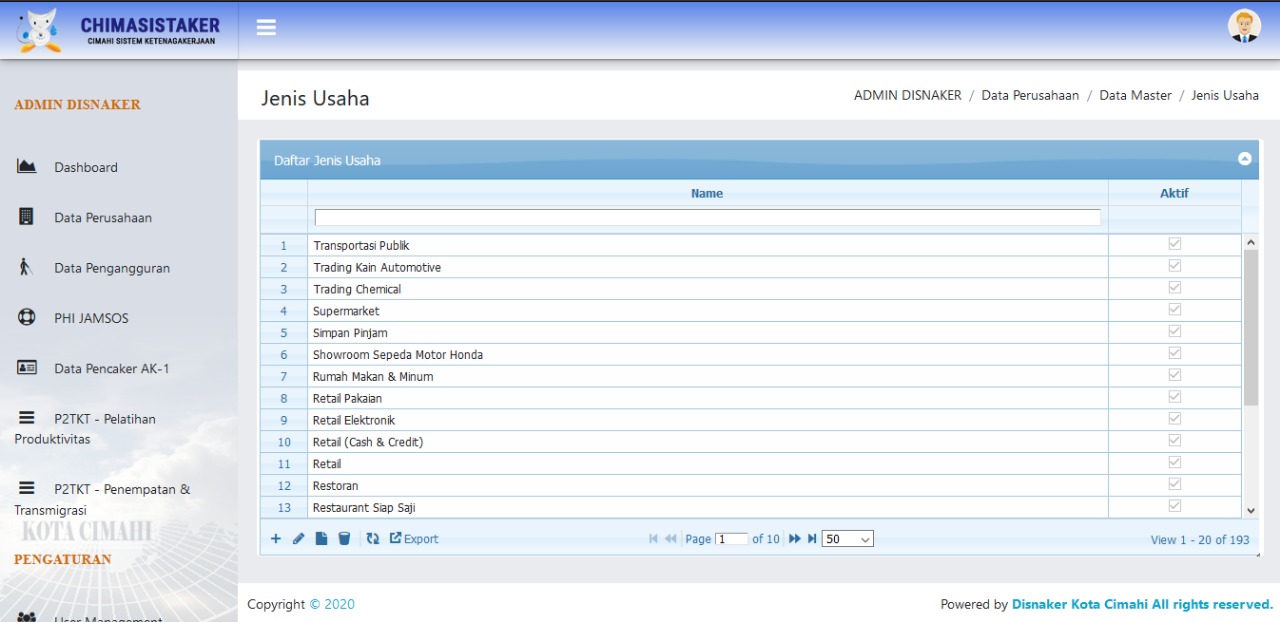 CHIMASISTAKER
CIMAHI SISTEM KETENAGAKERJAAN
ADMIN DISNAKER
Dashboard
Data Perusahaan
Data Pengangguran
PHI JAMSOS
Data Pencaker AK-1
P2TKT - Pelatihan
Produktivitas
P2TKT - Penempatan &
Transmigrasi
KOTA CIMAHI
PENGATURAN
User Management
Jenis Usaha
ADMIN DISNAKER / Data Perusahaan / Data Master / Jenis Usaha
Daftar Jenis Usaha
Name Aktif
1 Transportasi Publik
2 Trading Kain Automotive
3 Trading Chemical
4 Supermarket
5 Simpan Pinjam
6 Showroom Sepeda Motor Honda
7 Rumah Makan & Minum
8 Retail Pakaian
9 Retail Elektronik
10 Retail (Cash & Credit)
11 Retail
12 Restoran
13 Restaurant Siap Saji
Export Page 1 of 10 50 View 1 - 20 of 193
Copyright © 2020 Powered by Disnaker Kota Cimahi All rights reserved.